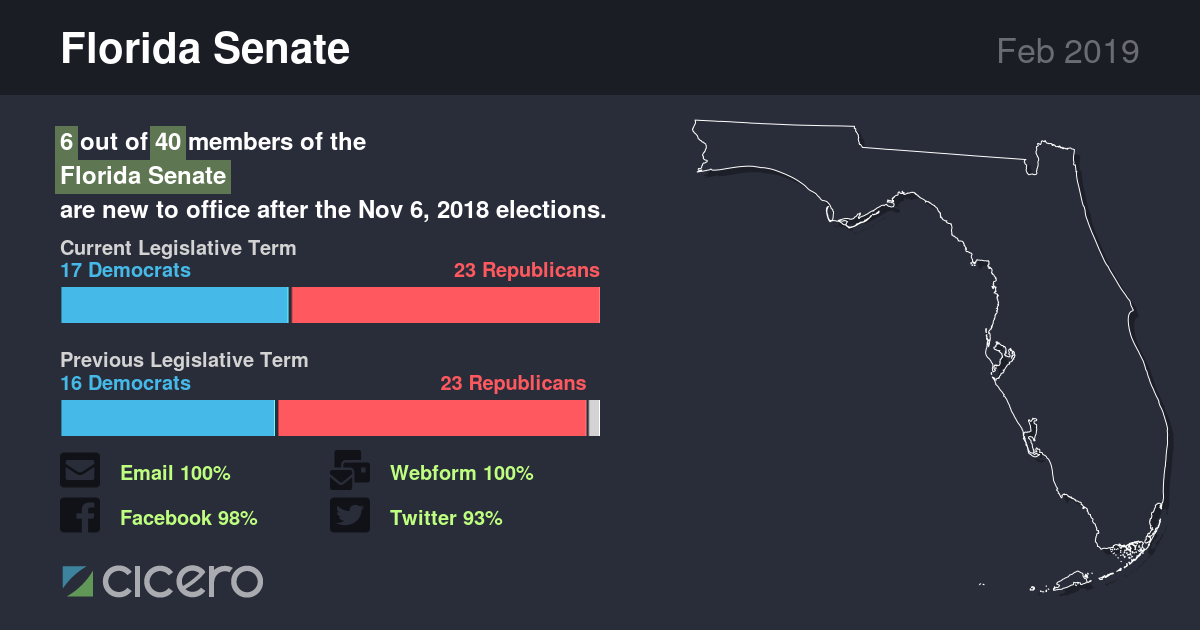 Florida Senate
Feb 2019
6 out of 40 members of the
Florida Senate
are new to office after the Nov 6, 2018 elections.
Current Legislative Term
17 Democrats 23 Republicans
Previous Legislative Term
16 Democrats 23 Republicans
Email 100% Webform 100%
Facebook 98% Twitter 93%
cicero